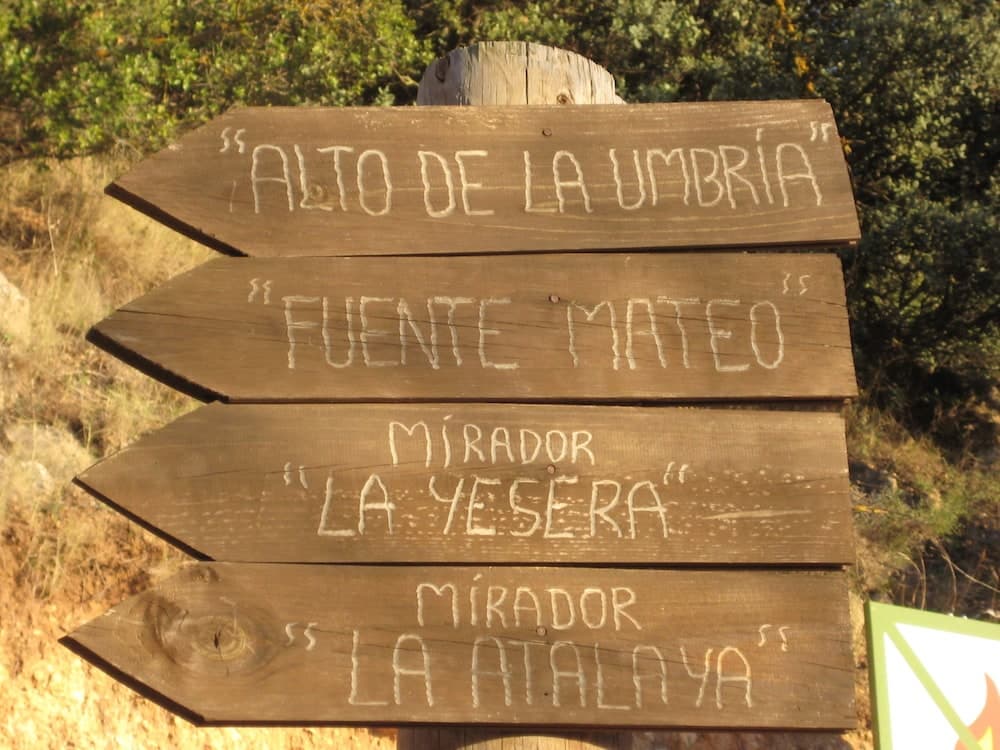 "ALTO DE LA UMBRÍA"
"FUENTE MATEO"
MÍRADOR
"LA YESERA"
MÍRADOR
"LA ATALAYA"